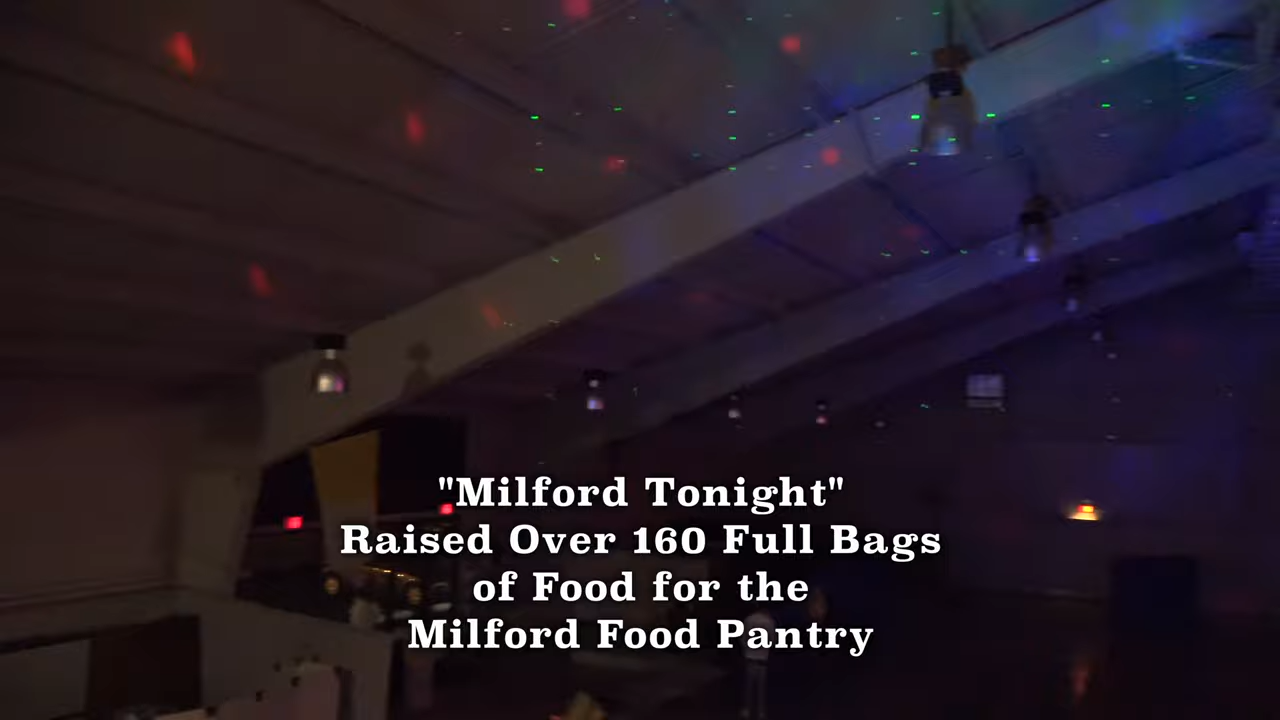 "Milford Tonight"
Raised Over 160 Full Bags
of Food for the
Milford Food Pantry